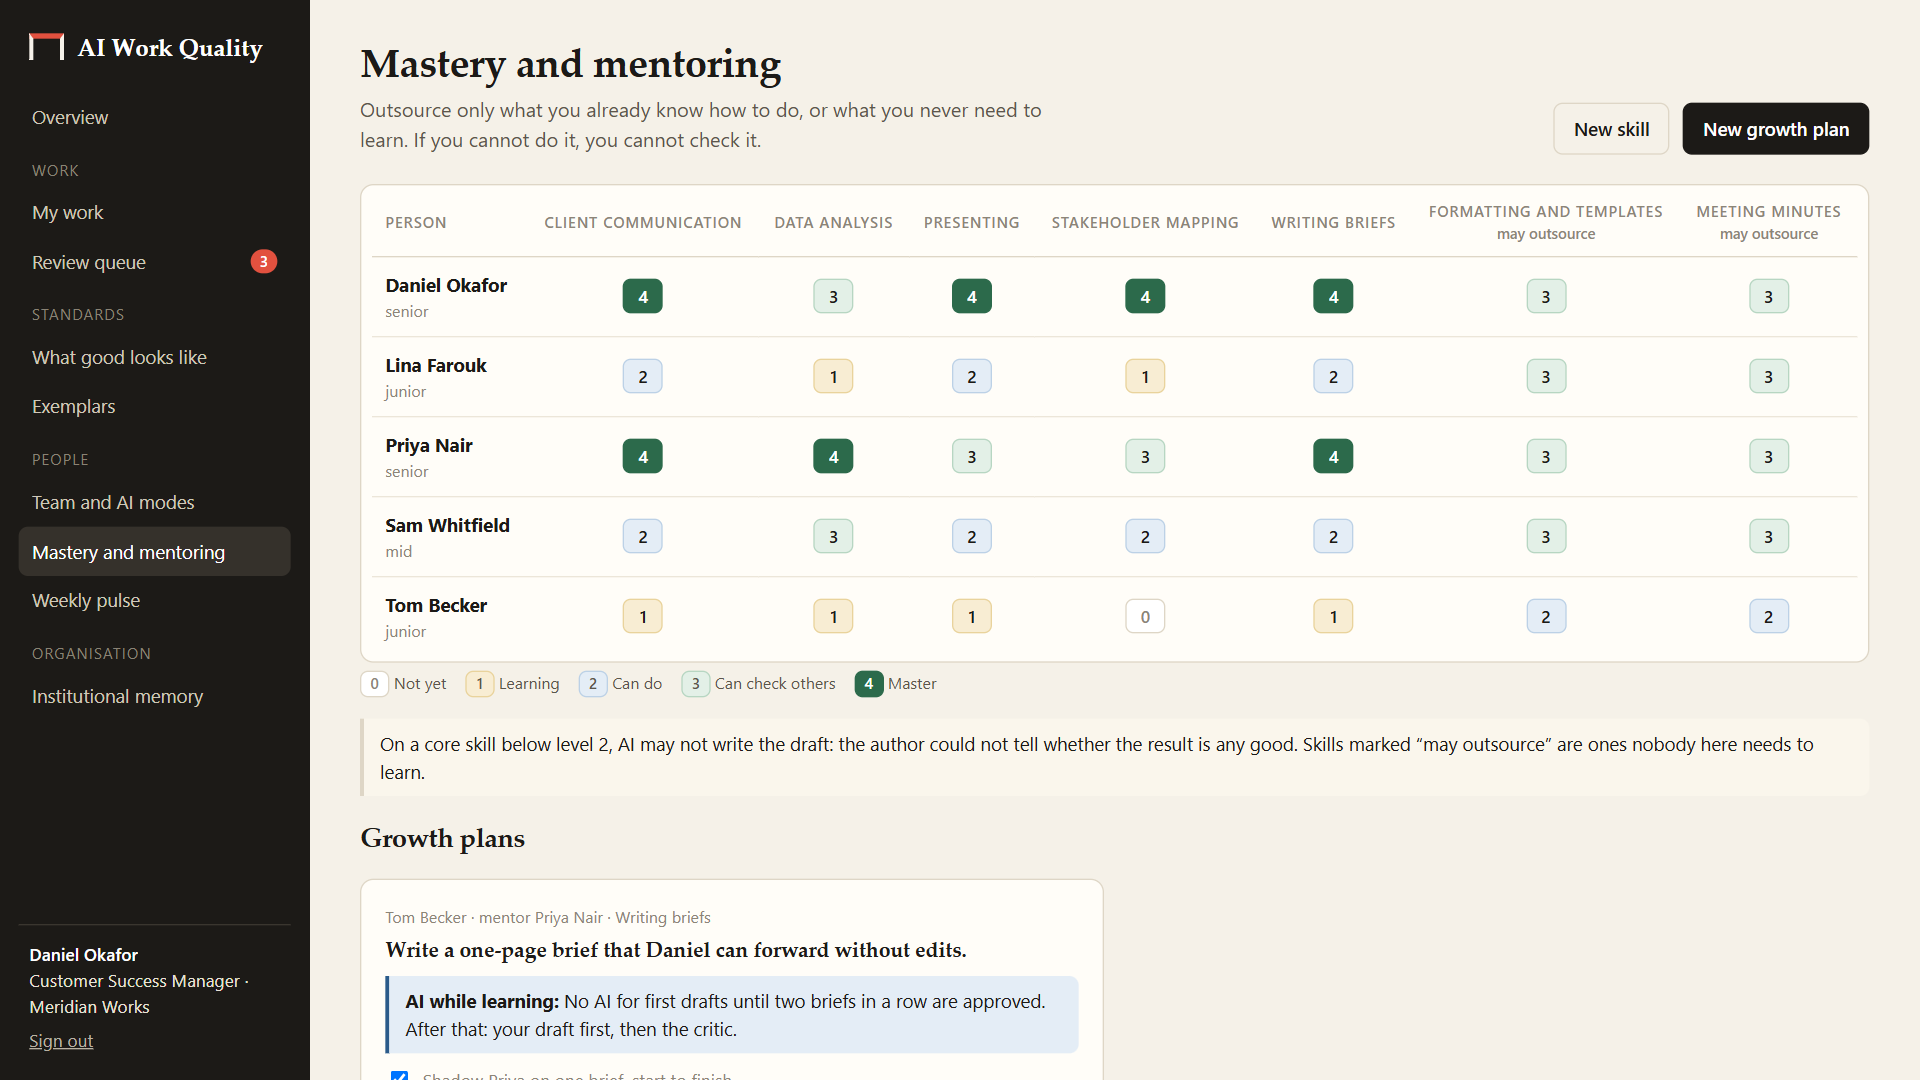 AI Work Quality
Overview
WORK
My work
Review queue 3
STANDARDS
What good looks like
Exemplars
PEOPLE
Team and AI modes
Mastery and mentoring
Weekly pulse
ORGANISATION
Institutional memory
Daniel Okafor
Customer Success Manager ·
Meridian Works
Sign out
Mastery and mentoring
Outsource only what you already know how to do, or what you never need to
learn. If you cannot do it, you cannot check it.
New skill
New growth plan
PERSON CLIENT COMMUNICATION DATA ANALYSIS PRESENTING STAKEHOLDER MAPPING WRITING BRIEFS FORMATTING AND TEMPLATES MEETING MINUTES
may outsource may outsource
Daniel Okafor 4 3 4 4 4 3 3
senior
Lina Farouk 2 1 2 1 2 3 3
junior
Priya Nair 4 4 3 3 4 3 3
senior
Sam Whitfield 2 3 2 2 2 3 3
mid
Tom Becker 1 1 1 0 1 2 2
junior
0 Not yet 1 Learning 2 Can do 3 Can check others 4 Master
On a core skill below level 2, AI may not write the draft: the author could not tell whether the result is any good. Skills marked “may outsource” are ones nobody here needs to
learn.
Growth plans
Tom Becker · mentor Priya Nair · Writing briefs
Write a one-page brief that Daniel can forward without edits.
AI while learning: No AI for first drafts until two briefs in a row are approved.
After that: your draft first, then the critic.
Shadow Priya on one brief, start to finish